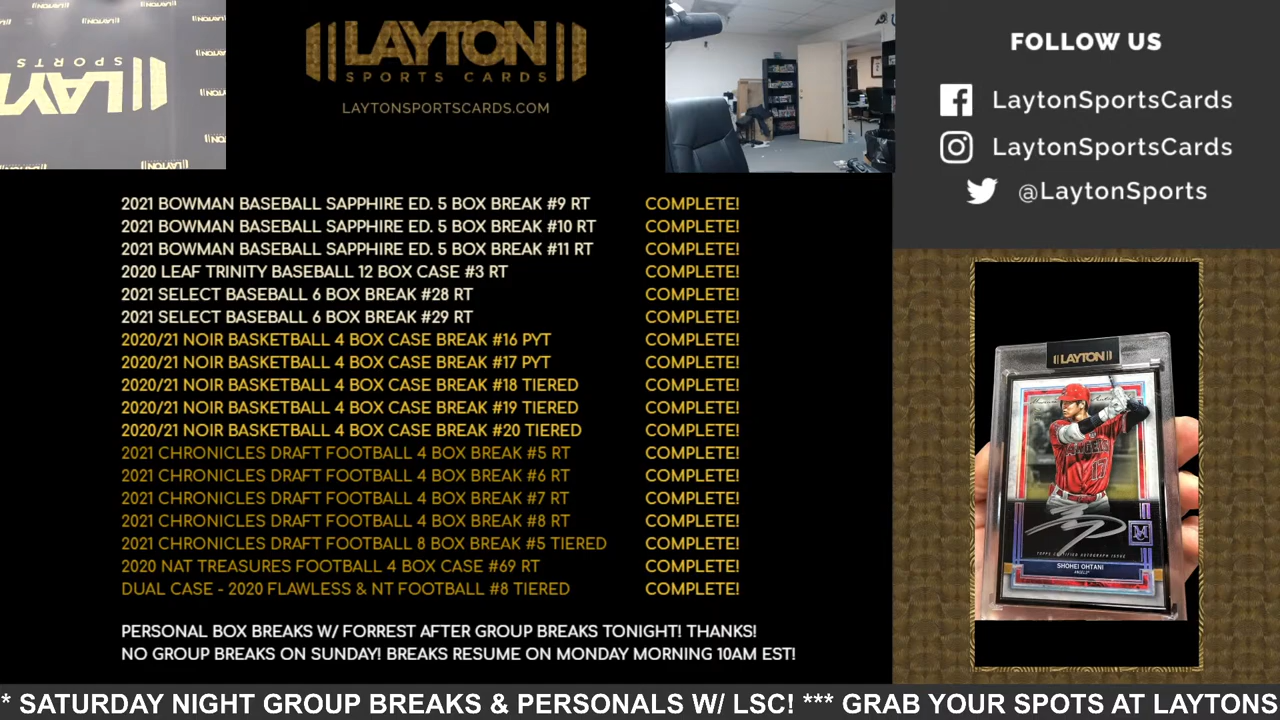 LAYTON
SPORTS CARDS
LAYTONSPORTSCARDS.COM
FOLLOW US
LaytonSportsCards
LaytonSportsCards
@LaytonSports
2021 BOWMAN BASEBALL SAPPHIRE ED. 5 BOX BREAK #9 RT COMPLETE!
2021 BOWMAN BASEBALL SAPPHIRE ED. 5 BOX BREAK #10 RT COMPLETE!
2021 BOWMAN BASEBALL SAPPHIRE ED. 5 BOX BREAK #11 RT COMPLETE!
2020 LEAF TRINITY BASEBALL 12 BOX CASE #3 RT COMPLETE!
2021 SELECT BASEBALL 6 BOX BREAK #28 RT COMPLETE!
2021 SELECT BASEBALL 6 BOX BREAK #29 RT COMPLETE!
2020/21 NOIR BASKETBALL 4 BOX CASE BREAK #16 PYT COMPLETE!
2020/21 NOIR BASKETBALL 4 BOX CASE BREAK #17 PYT COMPLETE!
2020/21 NOIR BASKETBALL 4 BOX CASE BREAK #18 TIERED COMPLETE!
2020/21 NOIR BASKETBALL 4 BOX CASE BREAK #19 TIERED COMPLETE!
2020/21 NOIR BASKETBALL 4 BOX CASE BREAK #20 TIERED COMPLETE!
2021 CHRONICLES DRAFT FOOTBALL 4 BOX BREAK #5 RT COMPLETE!
2021 CHRONICLES DRAFT FOOTBALL 4 BOX BREAK #6 RT COMPLETE!
2021 CHRONICLES DRAFT FOOTBALL 4 BOX BREAK #7 RT COMPLETE!
2021 CHRONICLES DRAFT FOOTBALL 4 BOX BREAK #8 RT COMPLETE!
2021 CHRONICLES DRAFT FOOTBALL 8 BOX BREAK #5 TIERED COMPLETE!
2020 NAT TREASURES FOOTBALL 4 BOX CASE #69 RT COMPLETE!
DUAL CASE - 2020 FLAWLESS & NT FOOTBALL #8 TIERED COMPLETE!
PERSONAL BOX BREAKS W/ FORREST AFTER GROUP BREAKS TONIGHT! THANKS!
NO GROUP BREAKS ON SUNDAY! BREAKS RESUME ON MONDAY MORNING 10AM EST!
LAYTON
ANGELS
17
TOPPS CERTIFIED AUTOGRAPH ISSUE
SHOHEI OHTANI
ANGELS
* SATURDAY NIGHT GROUP BREAKS & PERSONALS W/ LSC! *** GRAB YOUR SPOTS AT LAYTONS